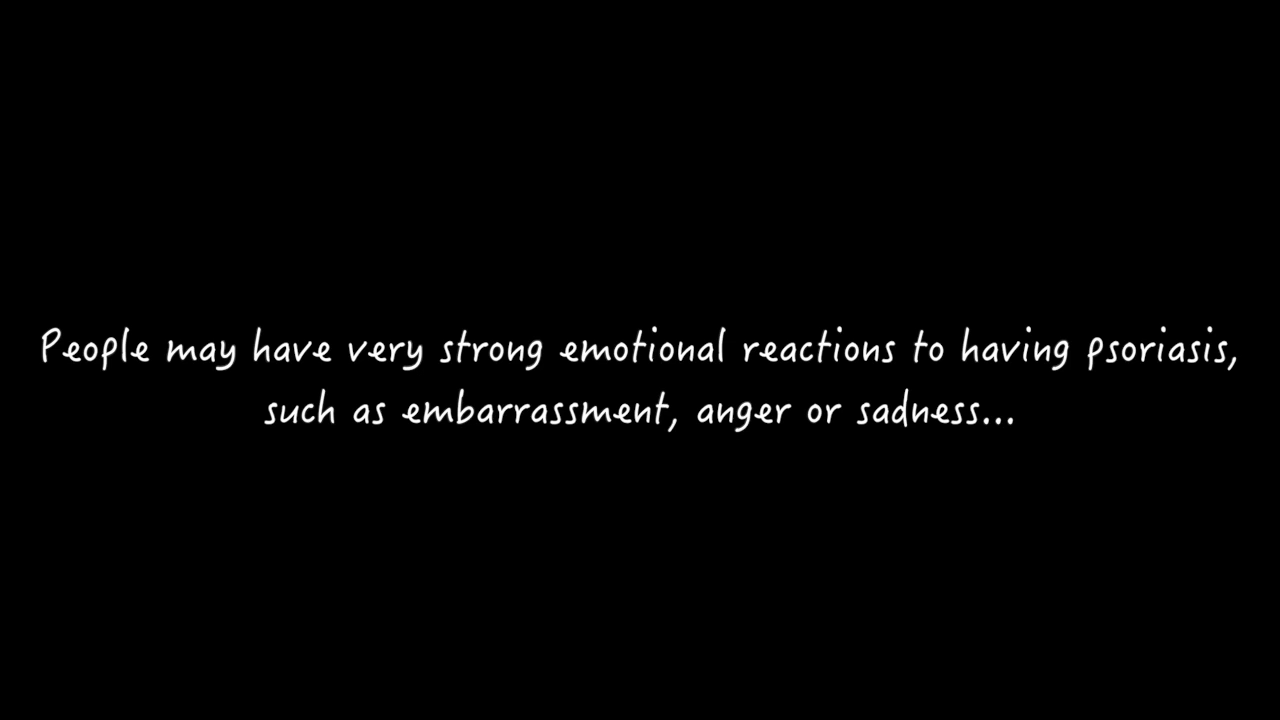 People may have very strong emotional reactions to having psoriasis,
such as embarrassment, anger or sadness...